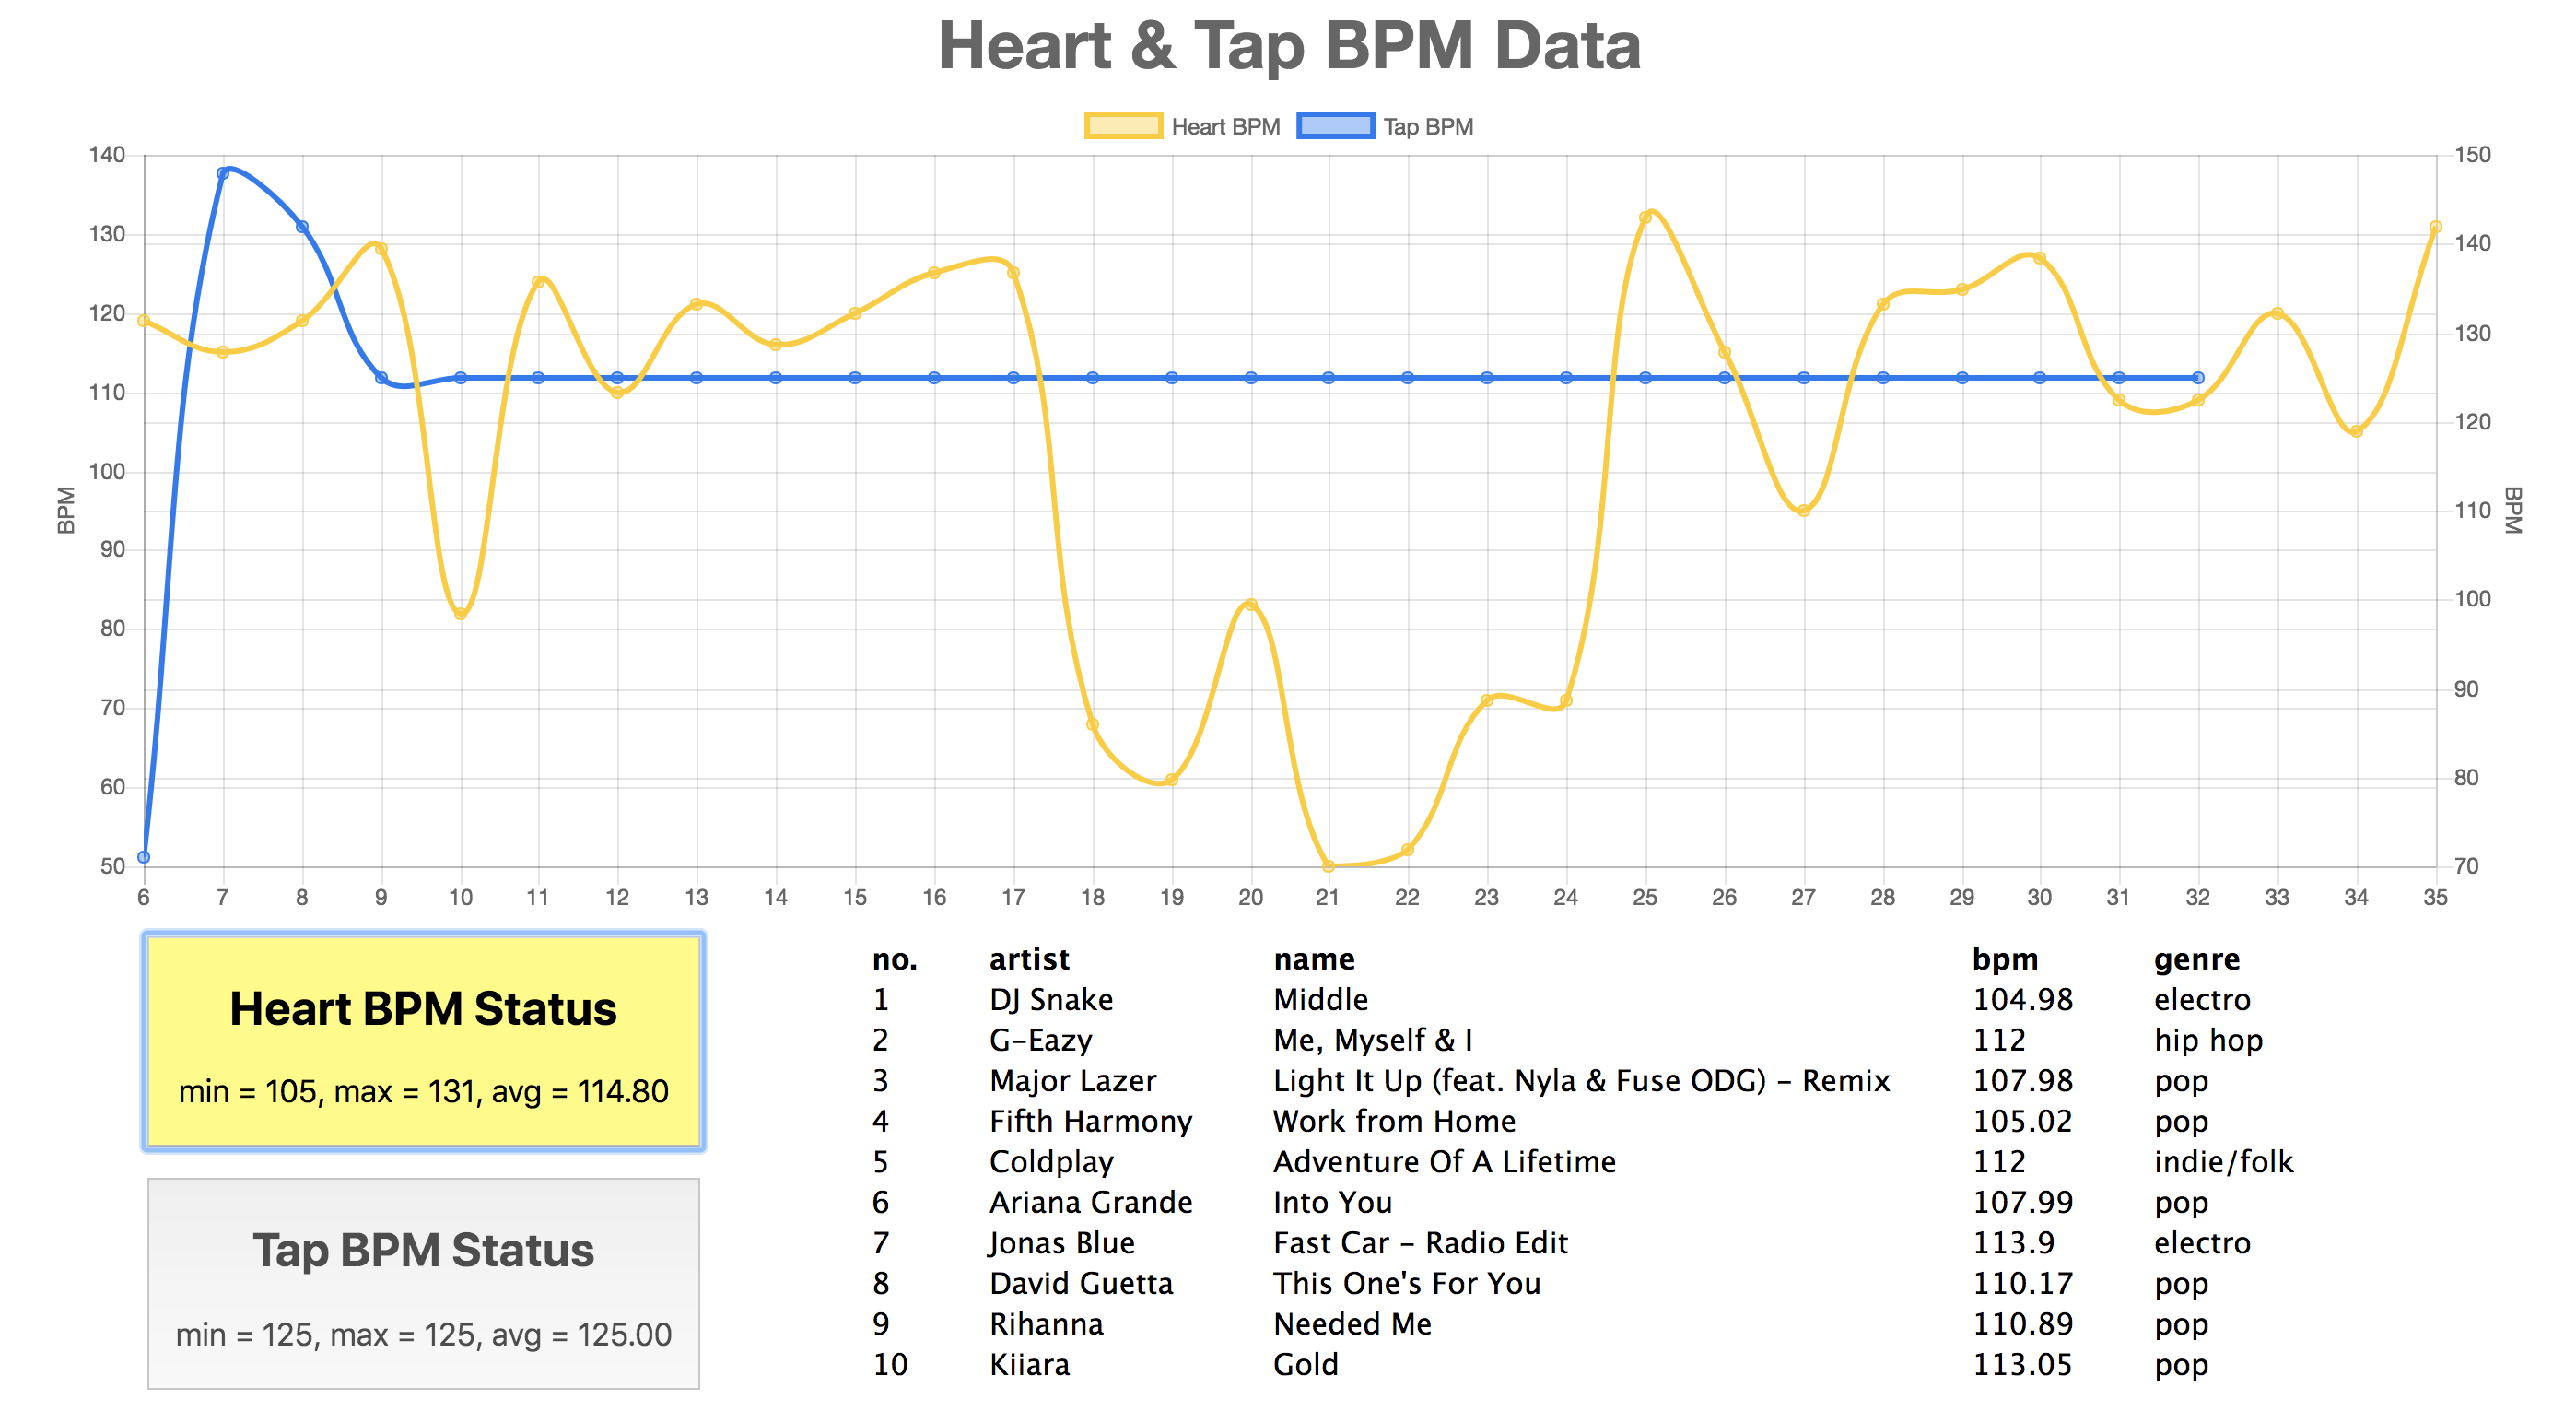 Heart & Tap BPM Data
Heart BPM Tap BPM
140 150
130 140
120 130
110 120
100 110
90 100
80 90
70 80
60 70
50
BPM
BPM
6 7 8 9 10 11 12 13 14 15 16 17 18 19 20 21 22 23 24 25 26 27 28 29 30 31 32 33 34 35
Heart BPM Status
min = 105, max = 131, avg = 114.80
Tap BPM Status
min = 125, max = 125, avg = 125.00
no. artist name bpm genre
1 DJ Snake Middle 104.98 electro
2 G-Eazy Me, Myself & I 112 hip hop
3 Major Lazer Light It Up (feat. Nyla & Fuse ODG) - Remix 107.98 pop
4 Fifth Harmony Work from Home 105.02 pop
5 Coldplay Adventure Of A Lifetime 112 indie/folk
6 Ariana Grande Into You 107.99 pop
7 Jonas Blue Fast Car - Radio Edit 113.9 electro
8 David Guetta This One's For You 110.17 pop
9 Rihanna Needed Me 110.89 pop
10 Kiiara Gold 113.05 pop